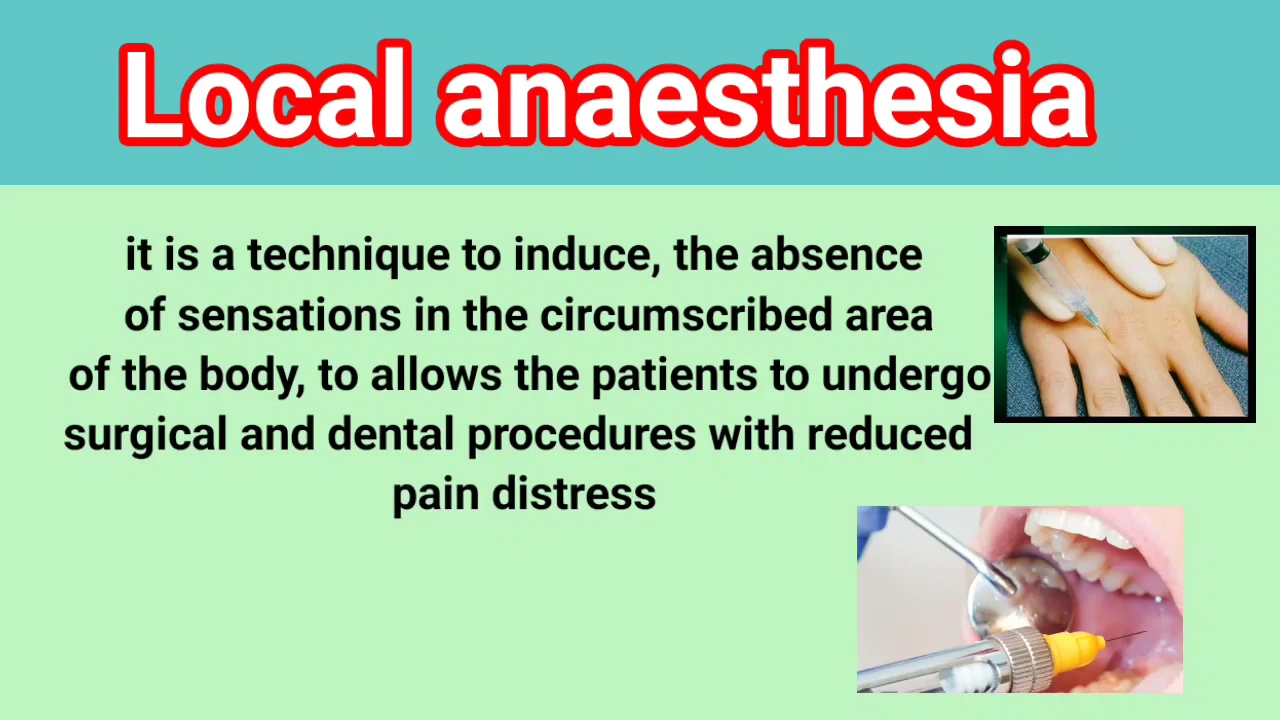 Local anaesthesia
it is a technique to induce, the absence
of sensations in the circumscribed area
of the body, to allows the patients to undergo
surgical and dental procedures with reduced
pain distress